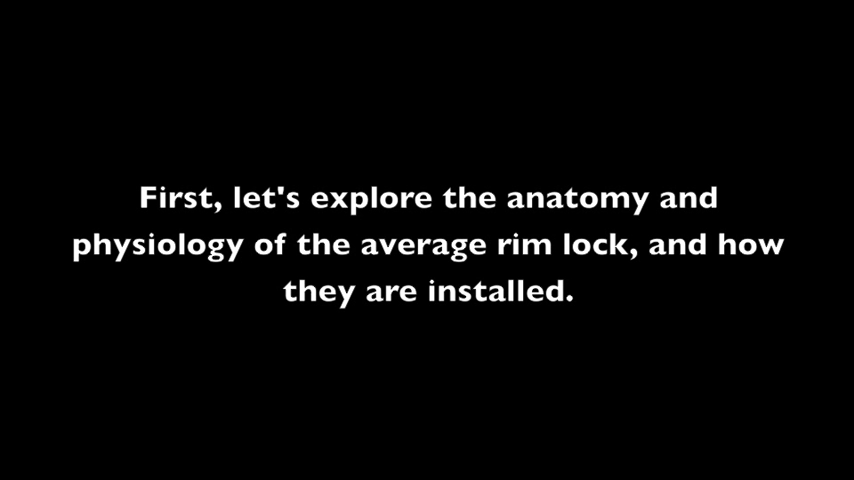 First, let's explore the anatomy and
physiology of the average rim lock, and how
they are installed.